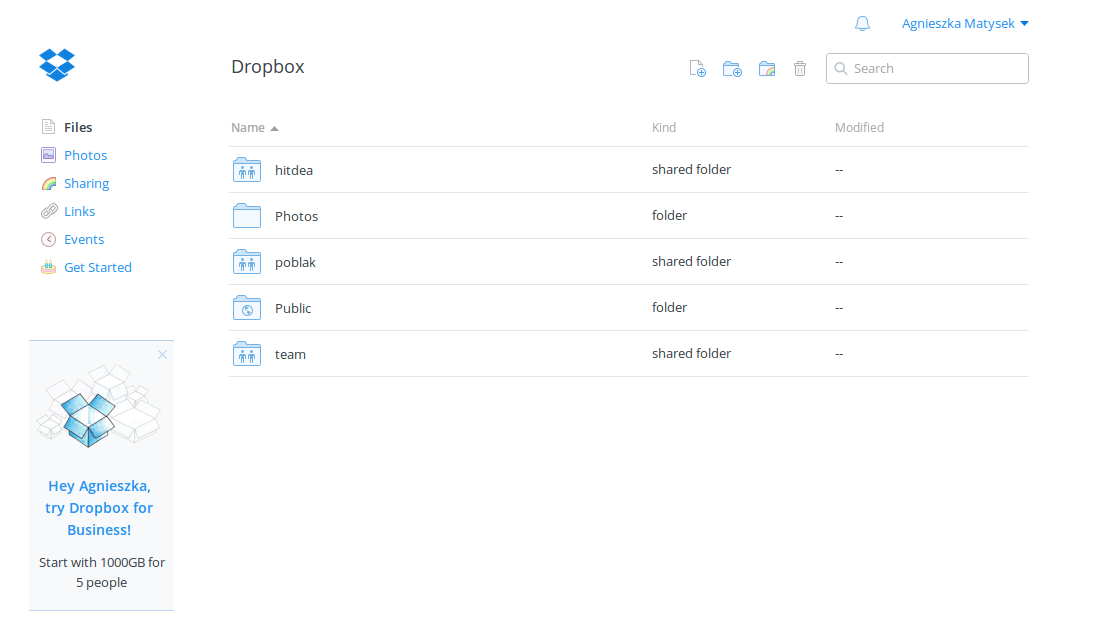 Agnieszka Matysek
Dropbox
Search
Files
Photos
Sharing
Links
Events
Get Started
Name Kind Modified
hitdea shared folder --
Photos folder --
poblak shared folder --
Public folder --
team shared folder --
Hey Agnieszka,
try Dropbox for
Business!
Start with 1000GB for
5 people